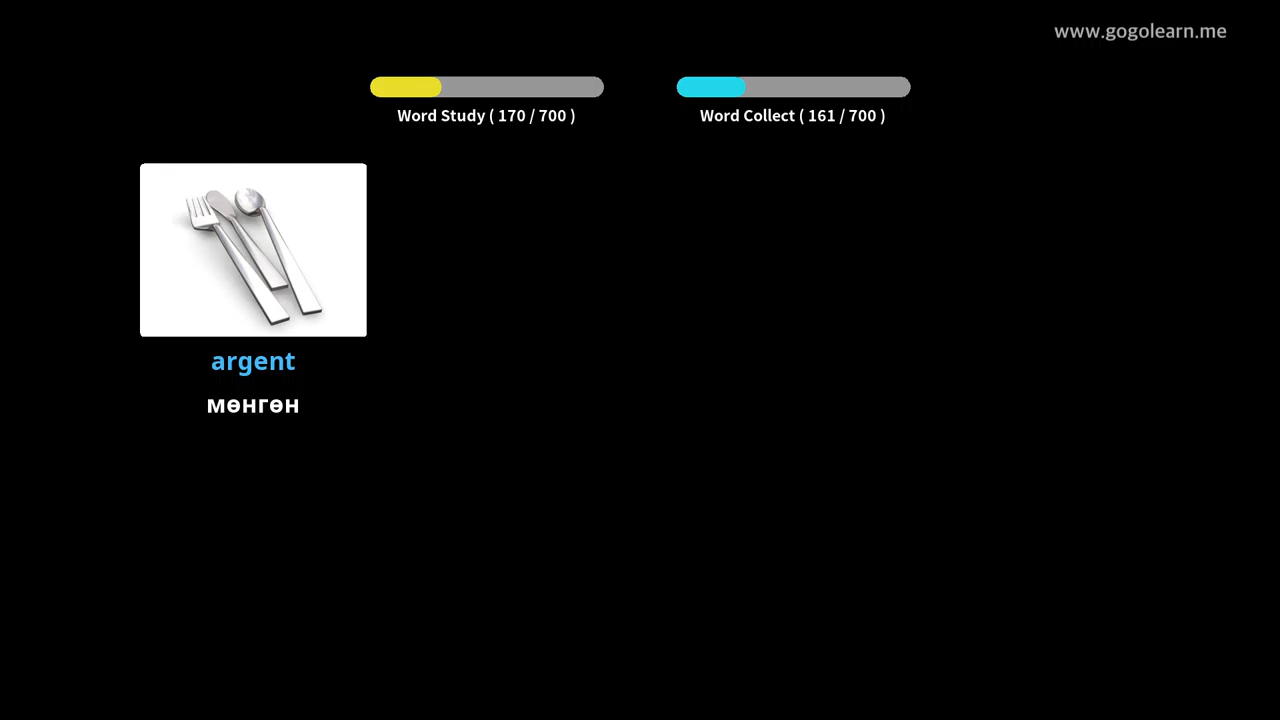 www.gogolearn.me
Word Study ( 170 / 700 )
Word Collect ( 161 / 700 )
argent
мөнгөн